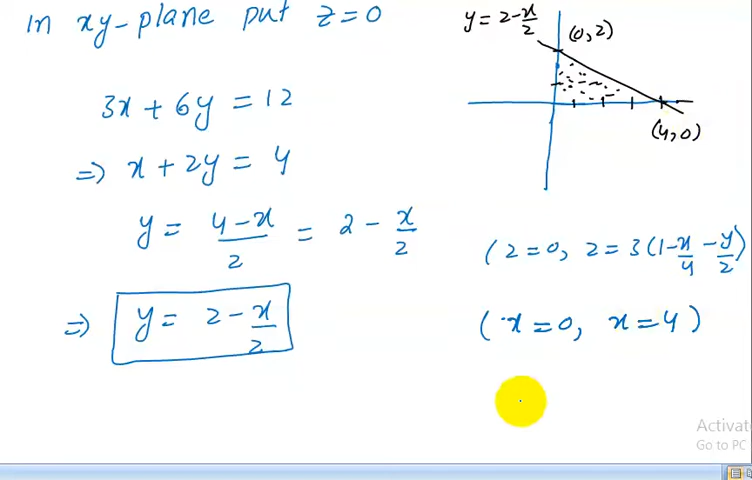 In xy-plane put z=0
y = 2-x/2
(0,2)
3x + 6y = 12
(4,0)
=> x + 2y = 4
y = 4-x/2 = 2 - x/2
(z=0, z=3(1-x/4-y/2)
=> y = 2-x/2
(x=0, x=4)
Activat
Go to PC